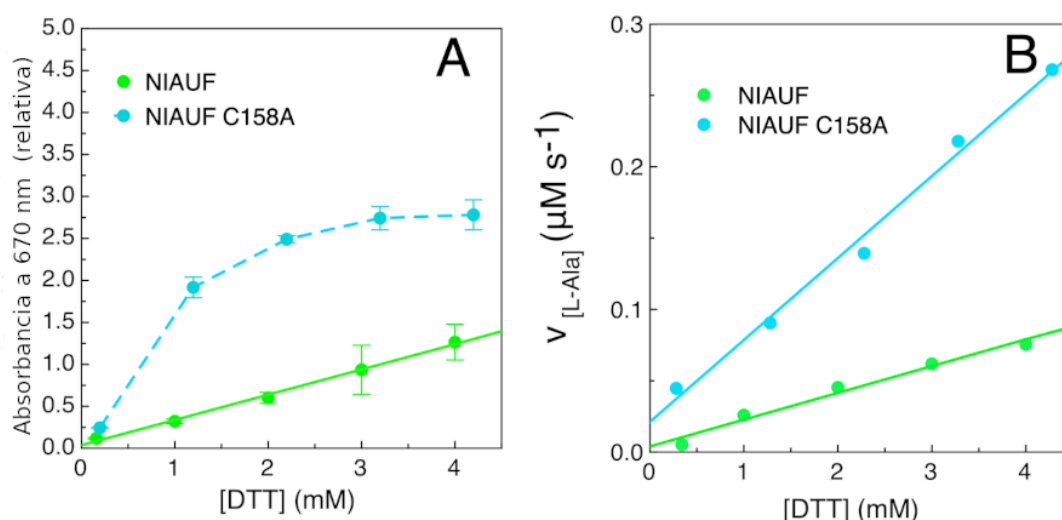 A
NIAUF
NIAUF C158A
Absorbancia a 670 nm (relativa)
5.0
4.5
4.0
3.5
3.0
2.5
2.0
1.5
1.0
0.5
0.0
0 1 2 3 4
[DTT] (mM)
B
NIAUF
NIAUF C158A
v [L-Ala] (µM s-1)
0.3
0.2
0.1
0.0
0 1 2 3 4
[DTT] (mM)